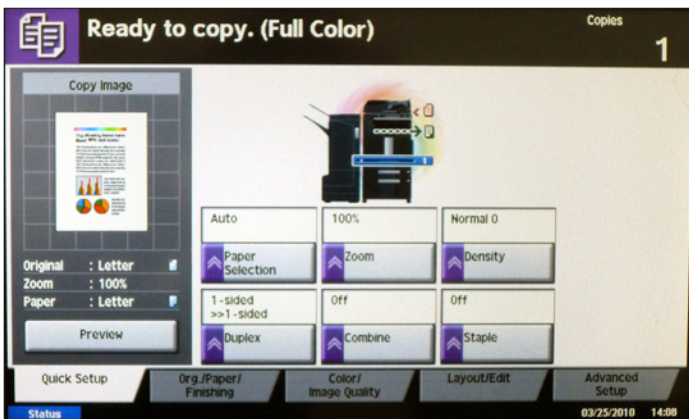 Ready to copy. (Full Color)
Copies
1
Copy Image
Original : Letter
Zoom : 100%
Paper : Letter
Preview
1
Auto
100%
Normal 0
Paper Selection
Zoom
Density
1-sided
>>1-sided
Off
Off
Duplex
Combine
Staple
Quick Setup
Org./Paper/
Finishing
Color/
Image Quality
Layout/Edit
Advanced
Setup
Status
03/25/2010 14:08